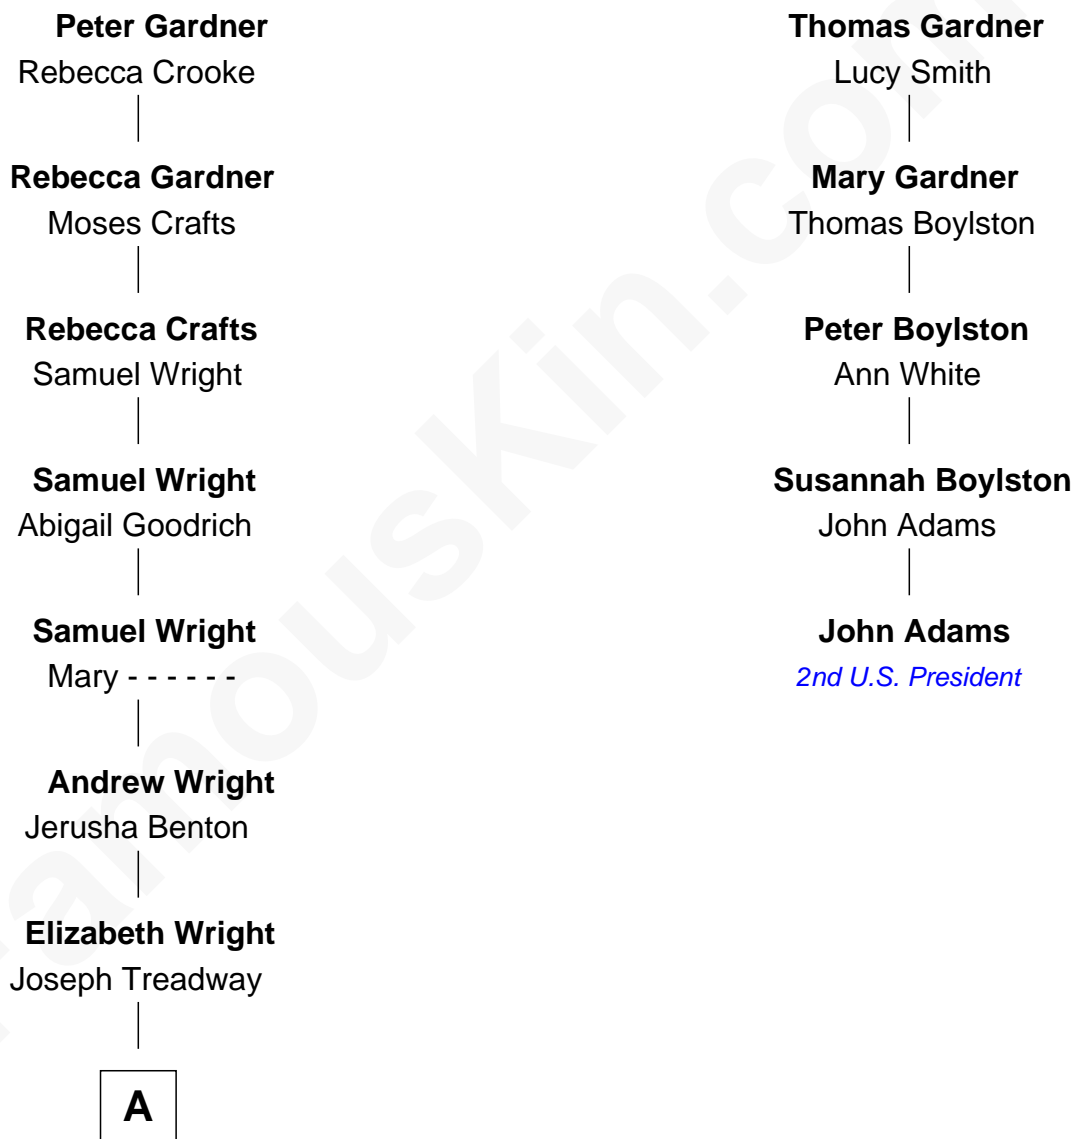 Peter Gardner
Rebecca Crooke
Rebecca Gardner
Moses Crafts
Rebecca Crafts
Samuel Wright
Samuel Wright
Abigail Goodrich
Samuel Wright
Mary - - - - - -
Andrew Wright
Jerusha Benton
Elizabeth Wright
Joseph Treadway
A
Thomas Gardner
Lucy Smith
Mary Gardner
Thomas Boylston
Peter Boylston
Ann White
Susannah Boylston
John Adams
John Adams
2nd U.S. President
FamousKin.com